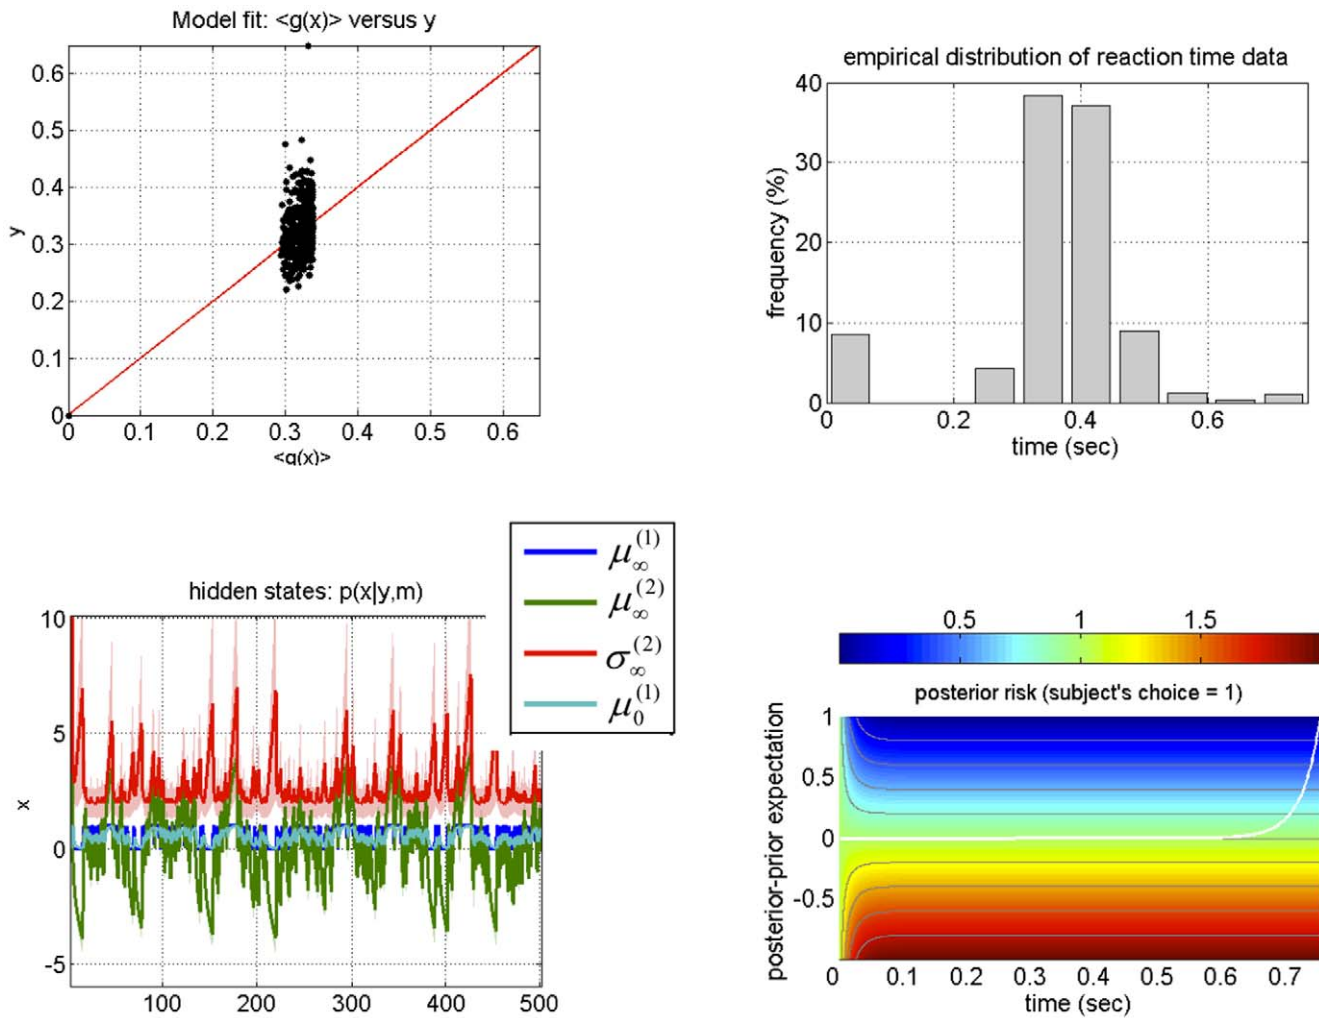 Model fit: <g(x)> versus y
0.6
0.5
0.4
0.3
0.2
0.1
0
y
0 0.1 0.2 0.3 0.4 0.5 0.6
<g(x)>
empirical distribution of reaction time data
40
30
20
10
0
frequency (%)
0.2 0.4 0.6
time (sec)
hidden states: p(x|y,m)
10
5
0
-5
x
100 200 300 400 500
μ∞(1)
μ∞(2)
σ∞(2)
μ0(1)
0.5 1 1.5
posterior risk (subject's choice = 1)
1
0.5
0
-0.5
posterior-prior expectation
0 0.1 0.2 0.3 0.4 0.5 0.6 0.7
time (sec)